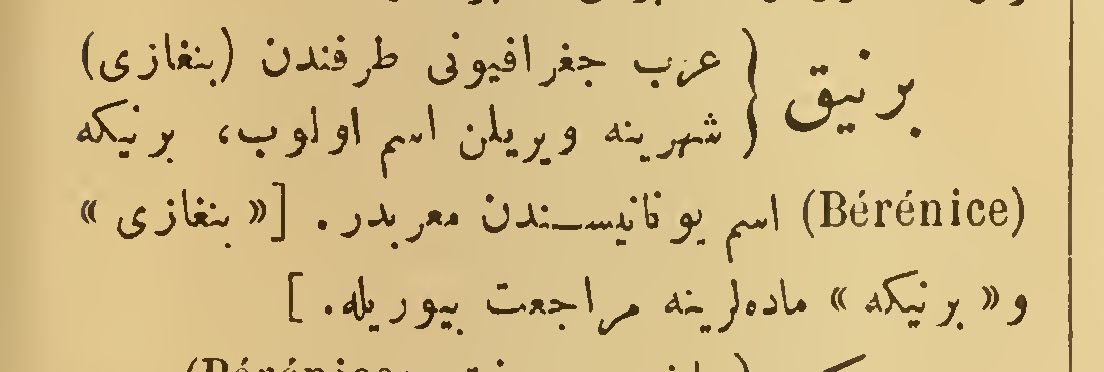 برنيق { عرب جغرافيونى طرفندن (بنغازى)
شهرينه ويريلن اسم اولوب، برنيكه
(Bérénice) اسم يونانيسـندن معربدر. [« بنغازى »
و« برنيكه » ماده‌لرينه مراجعت بيوريله. ]